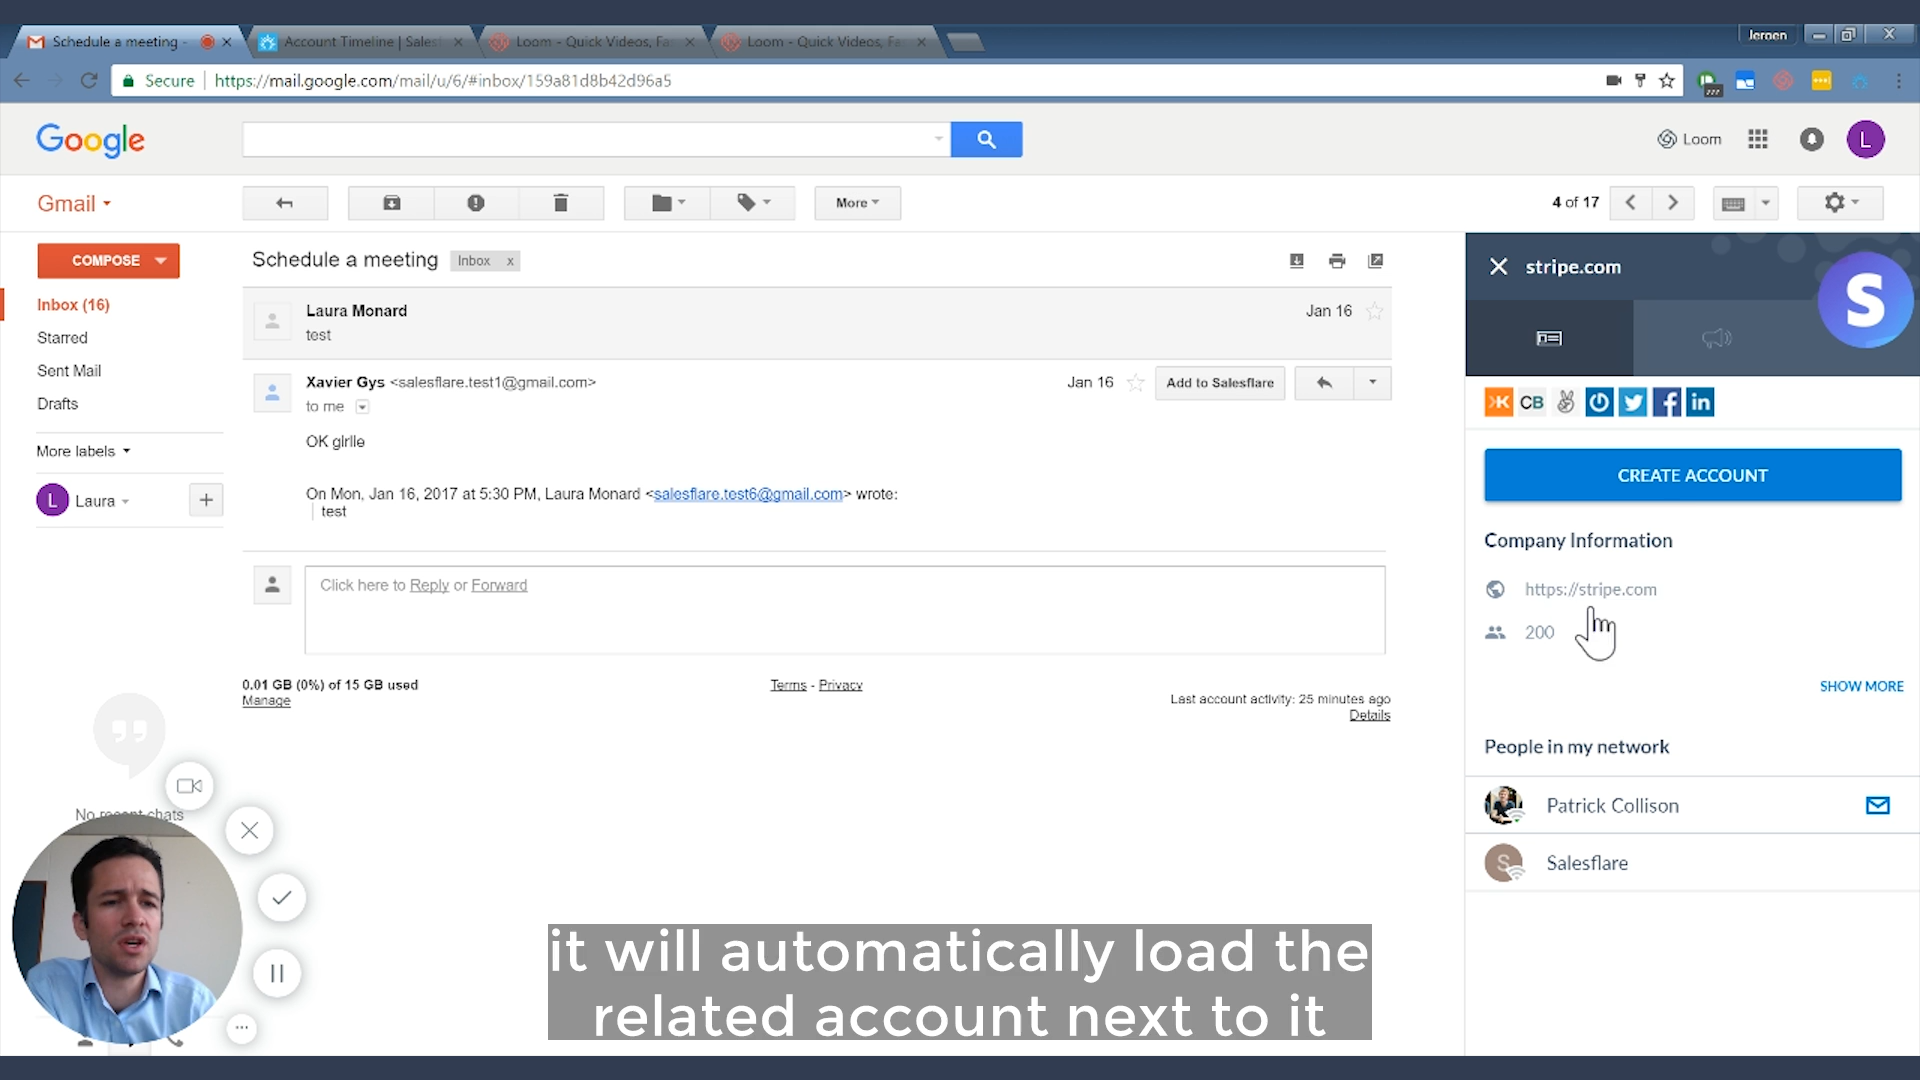 Schedule a meeting -
Account Timeline | Sales
Loom - Quick Videos, Fa
Loom - Quick Videos, Fa
Jeroen
Secure
https://mail.google.com/mail/u/6/#inbox/159a81d8b42d96a5
Google
Loom
L
Gmail
More
4 of 17
COMPOSE
Inbox (16)
Starred
Sent Mail
Drafts
More labels
L
Laura
No recent chats
Schedule a meeting
Inbox x
Laura Monard
Jan 16
test
Xavier Gys <salesflare.test1@gmail.com>
Jan 16
Add to Salesflare
to me
OK glrlle
On Mon, Jan 16, 2017 at 5:30 PM, Laura Monard <salesflare.test6@gmail.com> wrote:
test
Click here to Reply or Forward
0.01 GB (0%) of 15 GB used
Manage
Terms - Privacy
Last account activity: 25 minutes ago
Details
stripe.com
S
CB
CREATE ACCOUNT
Company Information
https://stripe.com
200
SHOW MORE
People in my network
Patrick Collison
S
Salesflare
it will automatically load the
related account next to it